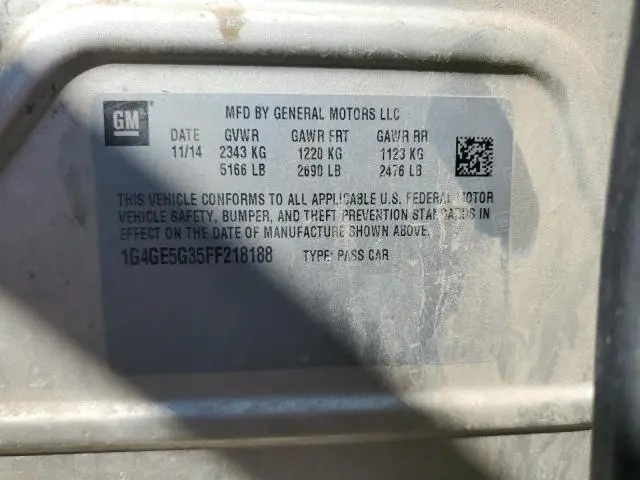 GM
MFD BY GENERAL MOTORS LLC
DATE GVWR GAWR FRT GAWR RR
11/14 2343 KG 1220 KG 1123 KG
5166 LB 2690 LB 2476 LB
THIS VEHICLE CONFORMS TO ALL APPLICABLE U.S. FEDERAL MOTOR
VEHICLE SAFETY, BUMPER, AND THEFT PREVENTION STANDARDS IN
EFFECT ON THE DATE OF MANUFACTURE SHOWN ABOVE.
1G4GE5G35FF218188 TYPE: PASS CAR